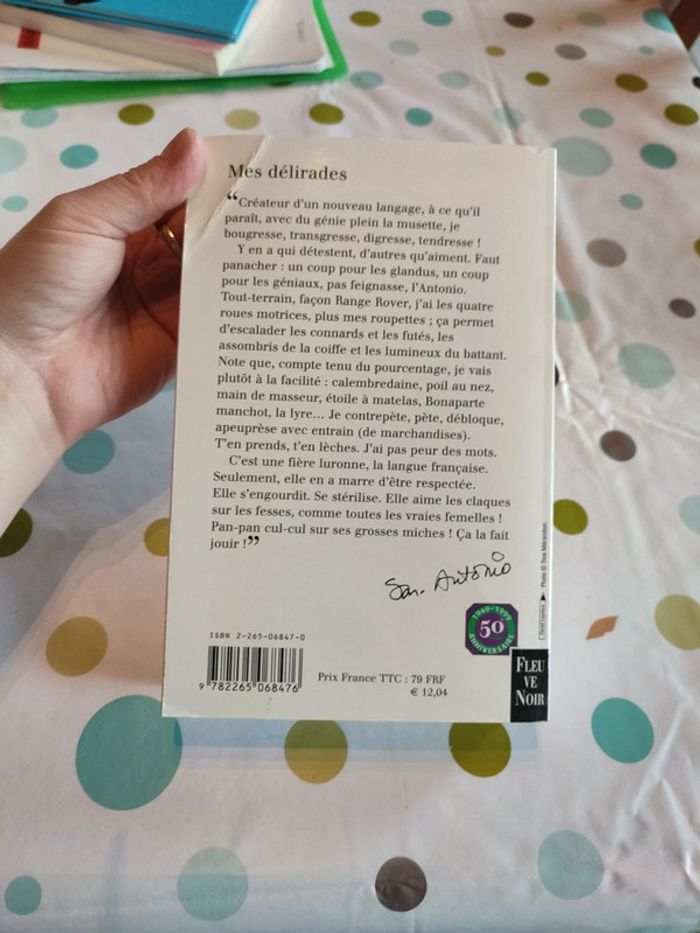 Mes délirades
“Créateur d'un nouveau langage, à ce qu'il
paraît, avec du génie plein la musette, je
bougresse, transgresse, digresse, tendresse !
Y en a qui détestent, d'autres qu'aiment. Faut
panacher : un coup pour les glandus, un coup
pour les géniaux, pas feignasse, l'Antonio.
Tout-terrain, façon Range Rover, j'ai les quatre
roues motrices, plus mes roupettes ; ça permet
d'escalader les connards et les futés, les
assombris de la coiffe et les lumineux du battant.
Note que, compte tenu du pourcentage, je vais
plutôt à la facilité : calembredaine, poil au nez,
main de masseur, étoile à matelas, Bonaparte
manchot, la lyre... Je contrepète, pète, débloque,
apeuprèse avec entrain (de marchandises).
T'en prends, t'en lèches. J'ai pas peur des mots.
C'est une fière luronne, la langue française.
Seulement, elle en a marre d'être respectée.
Elle s'engourdit. Se stérilise. Elle aime les claques
sur les fesses, comme toutes les vraies femelles !
Pan-pan cul-cul sur ses grosses miches ! Ça la fait
jouir !”
San. Antonio
1949-1999
50e
ANNIVERSAIRE
ISBN 2-265-06847-0
9 782265 068476
Prix France TTC : 79 FRF
€ 12,04
FLEU
VE
NOIR